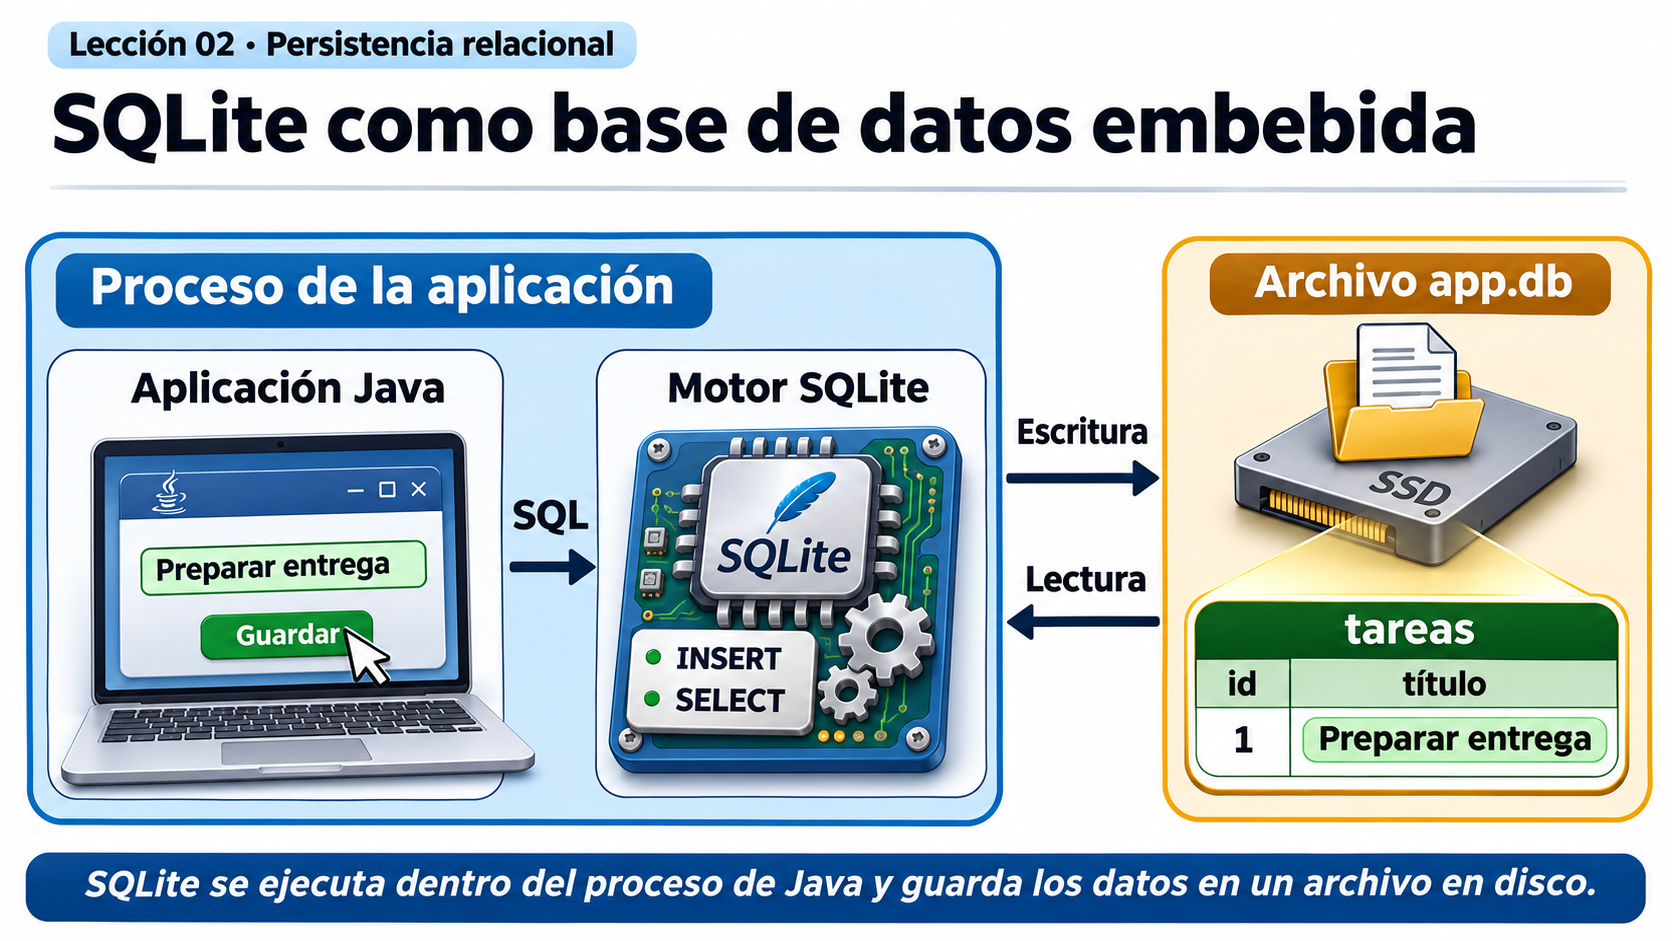 Lección 02 • Persistencia relacional
SQLite como base de datos embebida
Proceso de la aplicación
Aplicación Java
Preparar entrega
Guardar
SQL
Motor SQLite
SQLite
INSERT
SELECT
Escritura
Lectura
Archivo app.db
SSD
tareas
id título
1 Preparar entrega
SQLite se ejecuta dentro del proceso de Java y guarda los datos en un archivo en disco.